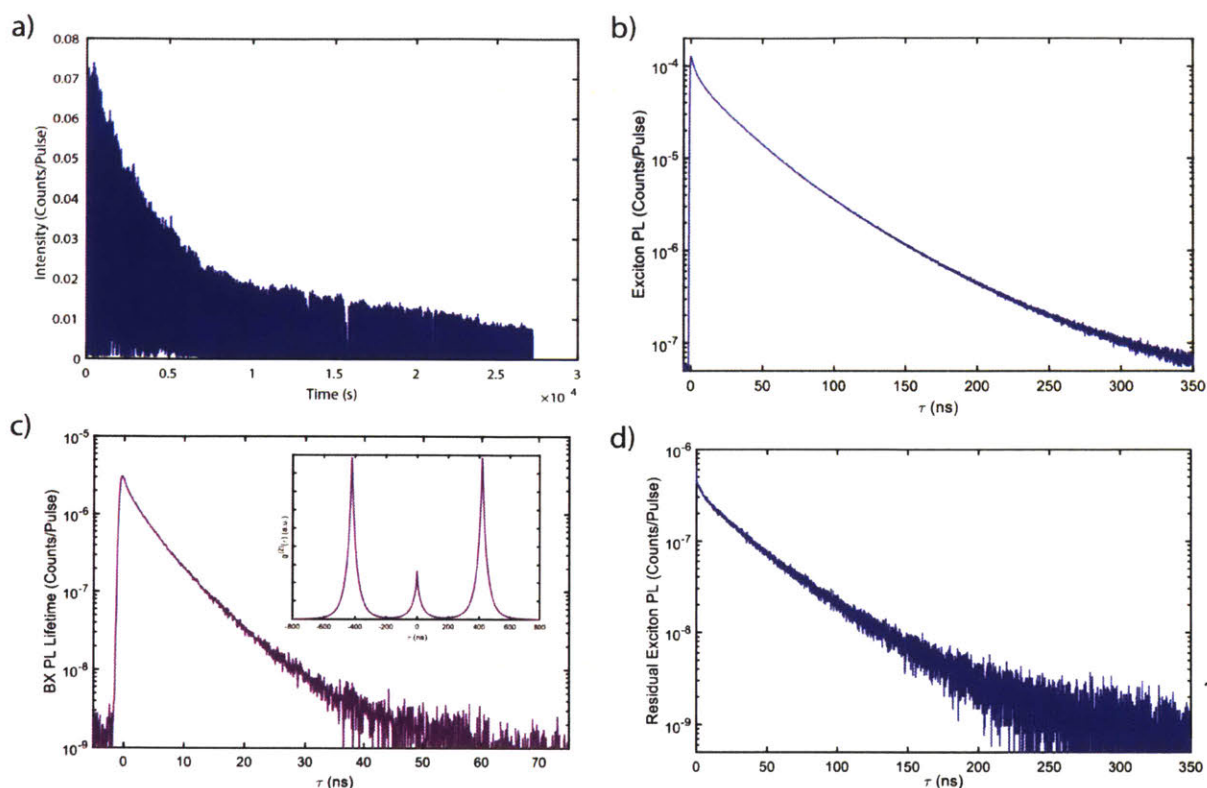 a)
0.08
0.07
0.06
0.05
0.04
0.03
0.02
0.01
0
Intensity (Counts/Pulse)
0 0.5 1 1.5 2 2.5 3
Time (s)
×10⁴
b)
10⁻⁴
10⁻⁵
10⁻⁶
10⁻⁷
Exciton PL (Counts/Pulse)
0 50 100 150 200 250 300 350
τ (ns)
c)
10⁻⁵
10⁻⁶
10⁻⁷
10⁻⁸
10⁻⁹
BX PL Lifetime (Counts/Pulse)
0 10 20 30 40 50 60 70
τ (ns)
g⁽²⁾(τ) (a.u.)
-800 -600 -400 -200 0 200 400 600 800
τ (ns)
d)
10⁻⁶
10⁻⁷
10⁻⁸
10⁻⁹
Residual Exciton PL (Counts/Pulse)
0 50 100 150 200 250 300 350
τ (ns)